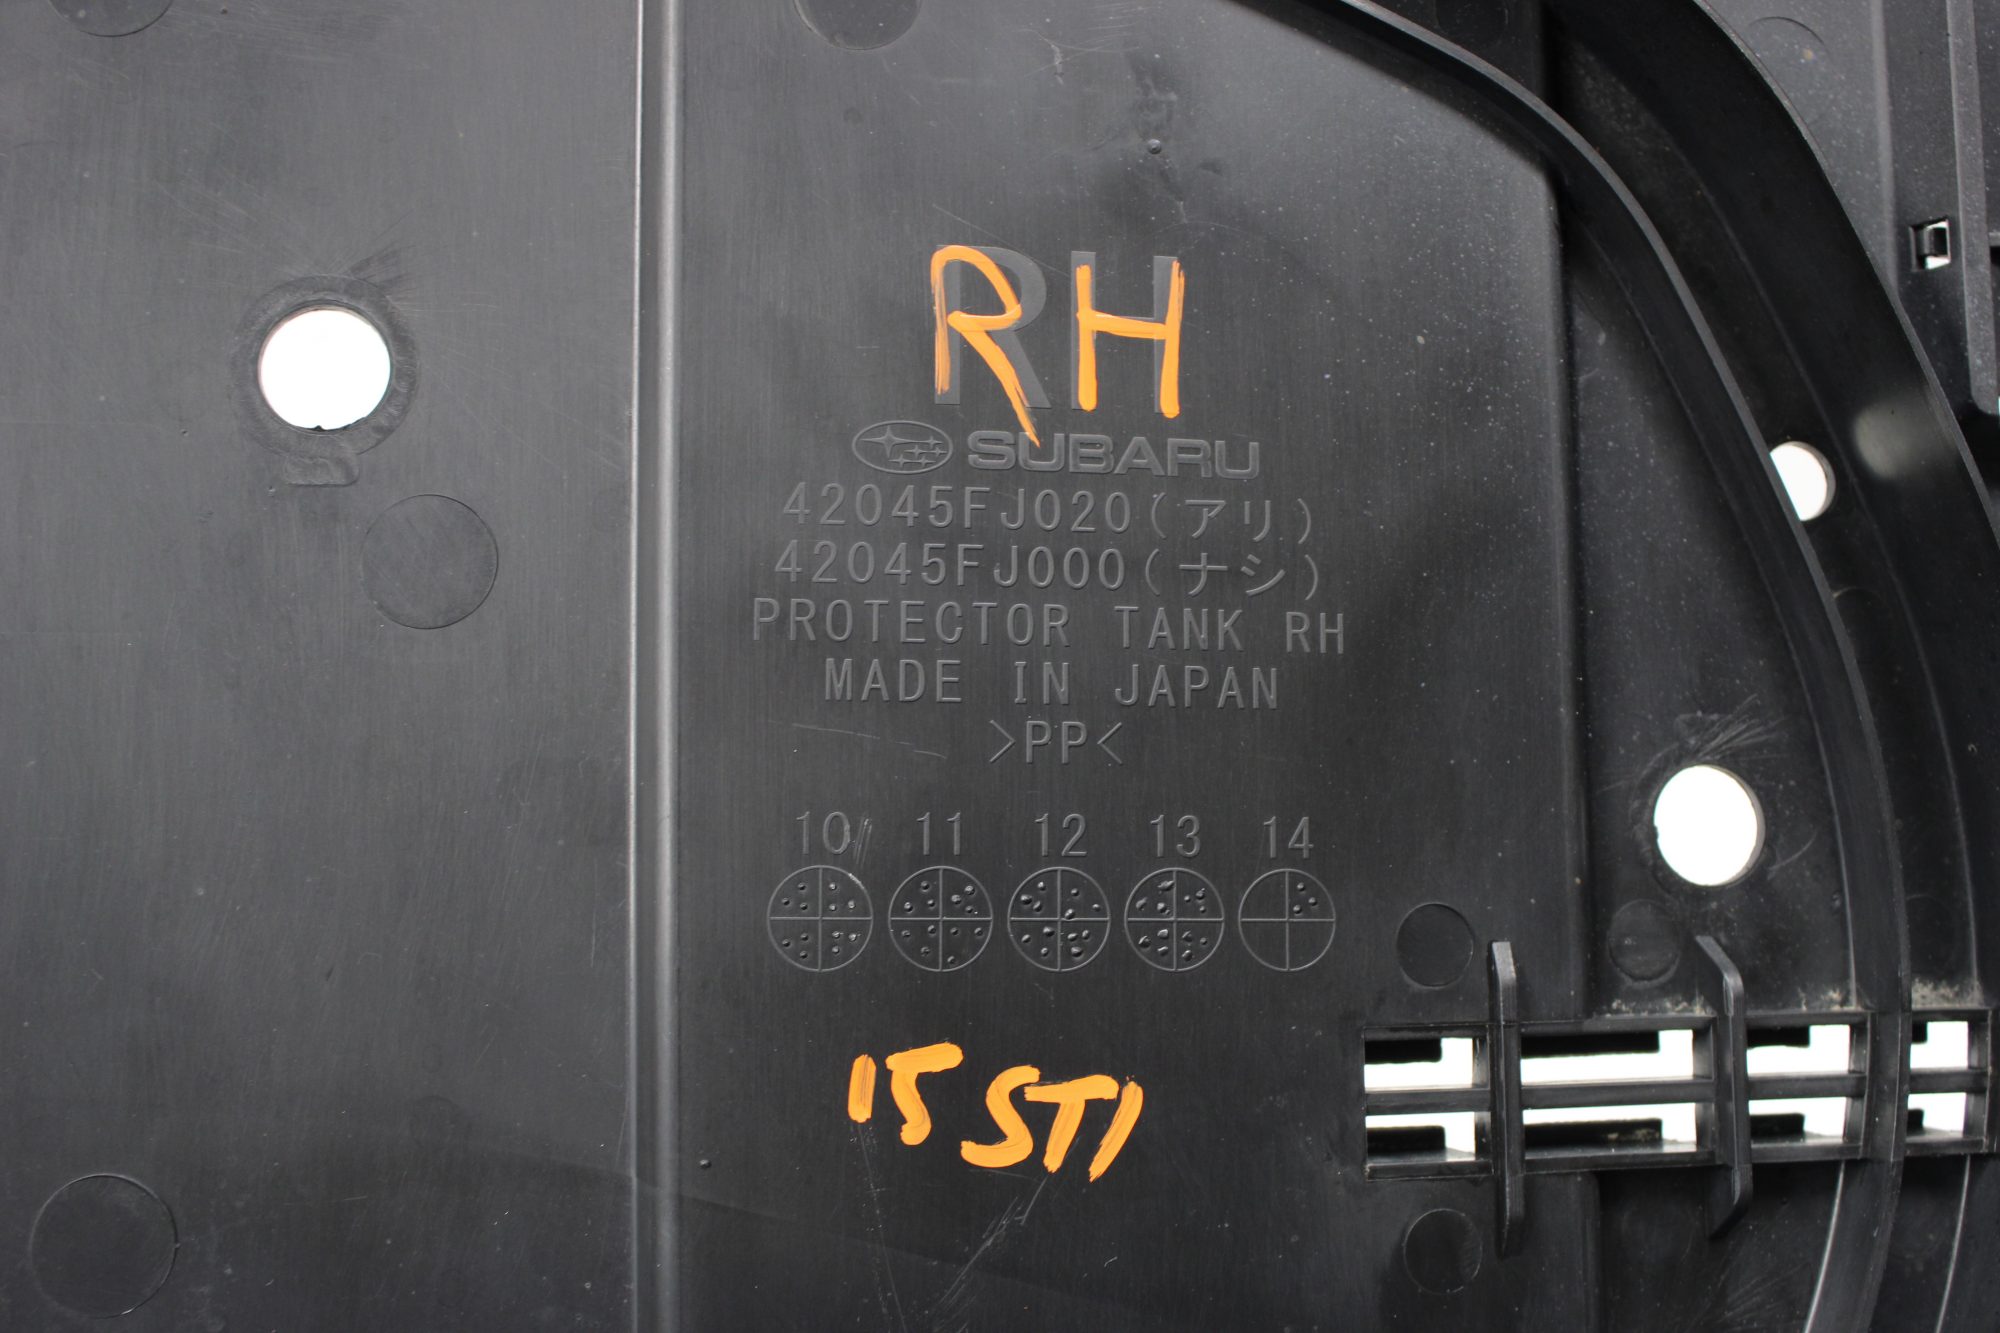 RH
RH
SUBARU
42045FJ020(アリ)
42045FJ000(ナシ)
PROTECTOR TANK RH
MADE IN JAPAN
>PP<
10 11 12 13 14
15 STI